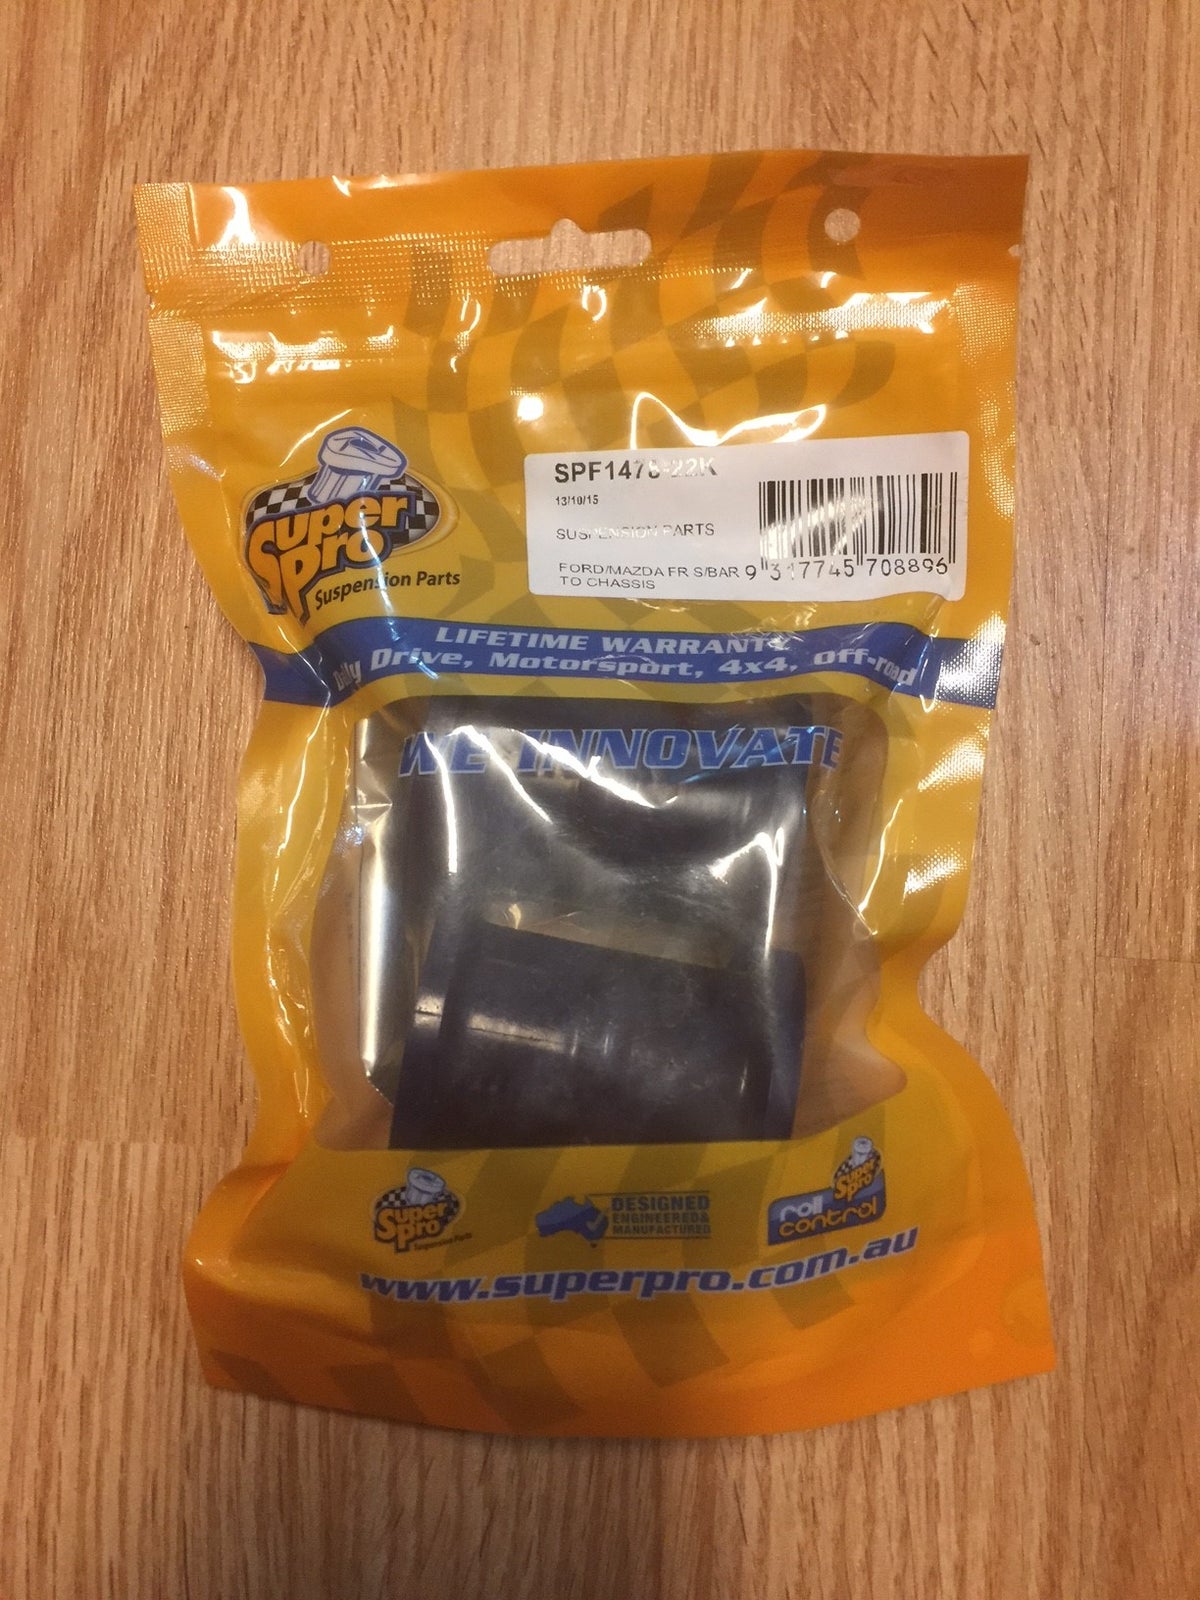 SPF1478-22K
13/10/15
SUSPENSION PARTS
FORD/MAZDA FR S/BAR
TO CHASSIS
9 317745 708896
Super
Pro
Suspension Parts
LIFETIME WARRANTY
Daily Drive, Motorsport, 4x4, Off-road
WE INNOVATE
Super
Pro
Suspension Parts
DESIGNED
ENGINEERED &
MANUFACTURED
Super
Pro
roll
control
www.superpro.com.au